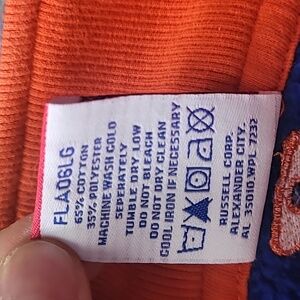 FLA06LG
65% COTTON
35% POLYESTER
MACHINE WASH COLD
SEPERATELY
TUMBLE DRY LOW
DO NOT BLEACH
DO NOT DRY CLEAN
COOL IRON IF NECESSARY
RUSSELL CORP.
ALEXANDER CITY,
AL 35010 WPL 7232